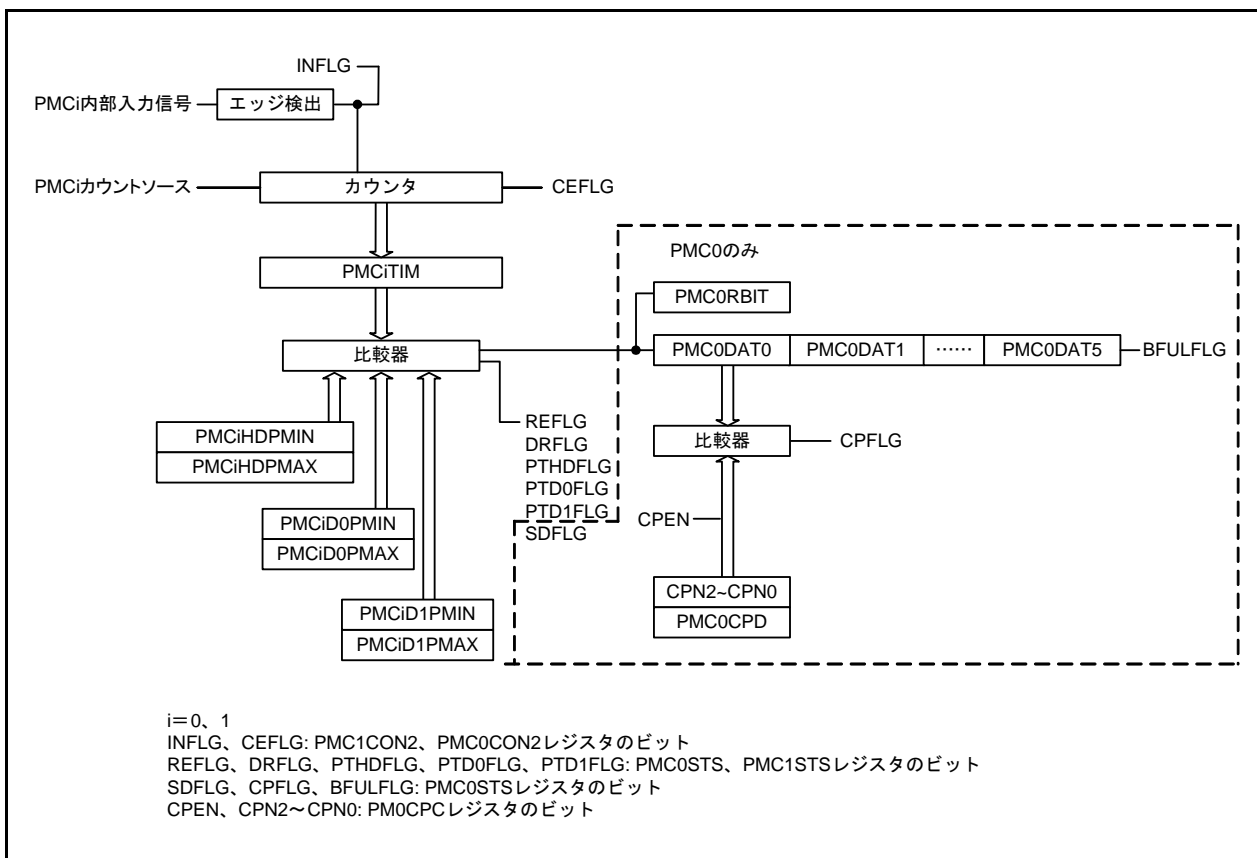 INFLG
PMCi内部入力信号
エッジ検出
PMCiカウントソース
カウンタ
CEFLG
PMCiTIM
比較器
PMCiHDPMIN
PMCiHDPMAX
PMCiD0PMIN
PMCiD0PMAX
PMCiD1PMIN
PMCiD1PMAX
REFLG
DRFLG
PTHDFLG
PTD0FLG
PTD1FLG
SDFLG
PMC0のみ
PMC0RBIT
PMC0DAT0 PMC0DAT1 …… PMC0DAT5
BFULFLG
比較器
CPFLG
CPEN
CPN2~CPN0
PMC0CPD
i＝0、1
INFLG、CEFLG: PMC1CON2、PMC0CON2レジスタのビット
REFLG、DRFLG、PTHDFLG、PTD0FLG、PTD1FLG: PMC0STS、PMC1STSレジスタのビット
SDFLG、CPFLG、BFULFLG: PMC0STSレジスタのビット
CPEN、CPN2～CPN0: PM0CPCレジスタのビット